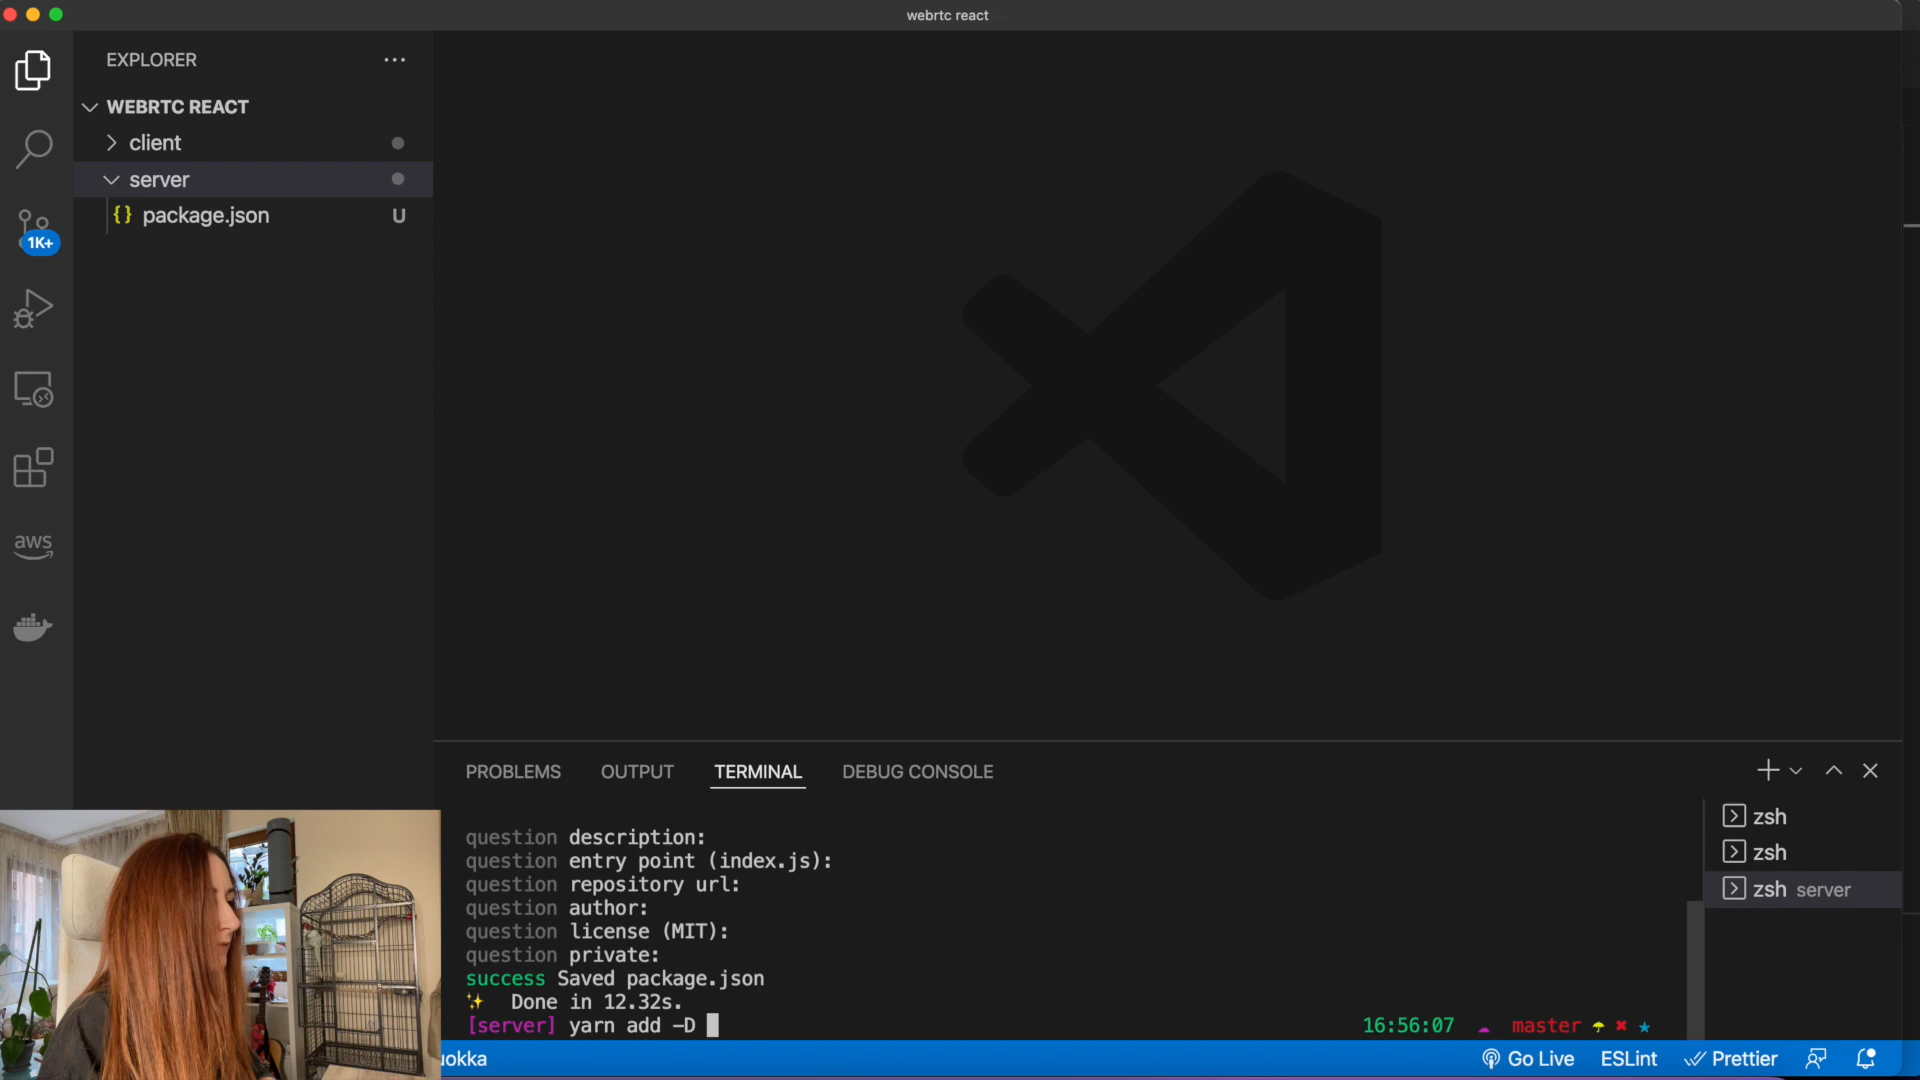 webrtc react
EXPLORER
WEBRTC REACT
client
server
{} package.json U
1K+
aws
PROBLEMS OUTPUT TERMINAL DEBUG CONSOLE
question description:
question entry point (index.js):
question repository url:
question author:
question license (MIT):
question private:
success Saved package.json
Done in 12.32s.
[server] yarn add -D
16:56:07 master
zsh
zsh
zsh server
uokka
Go Live ESLint Prettier